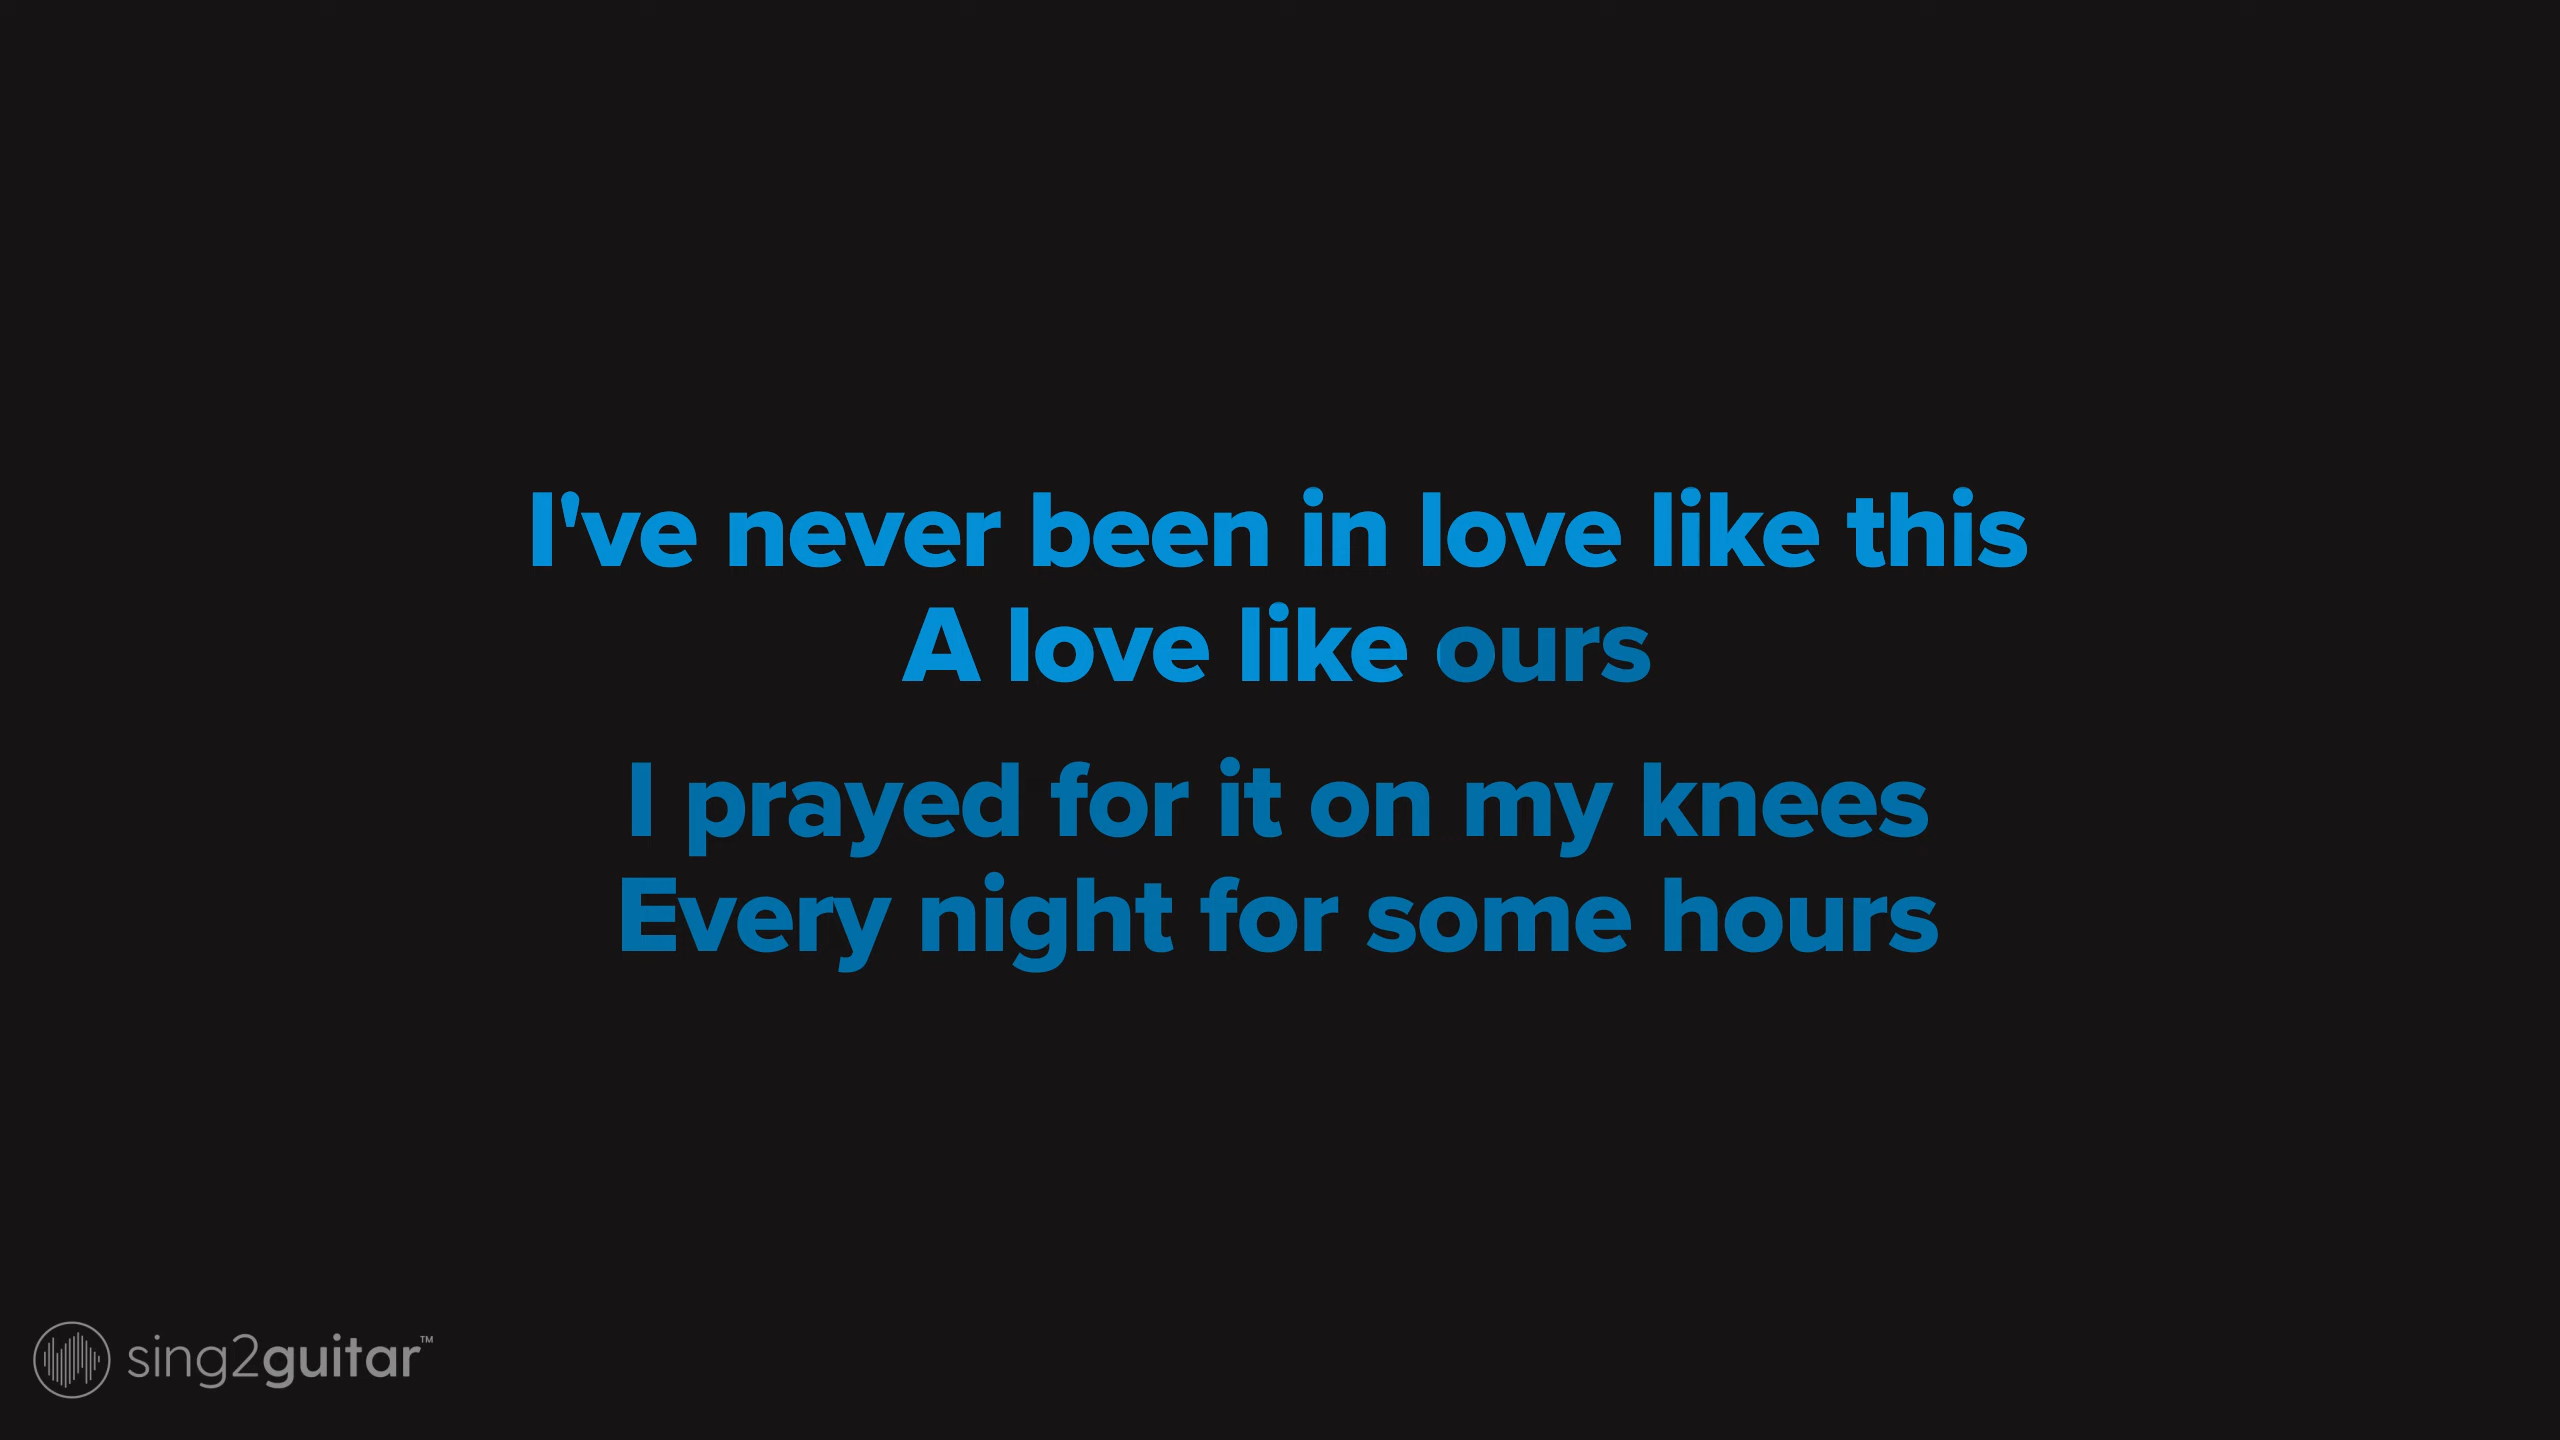 I've never been in love like this
A love like ours
I prayed for it on my knees
Every night for some hours
sing2guitar™